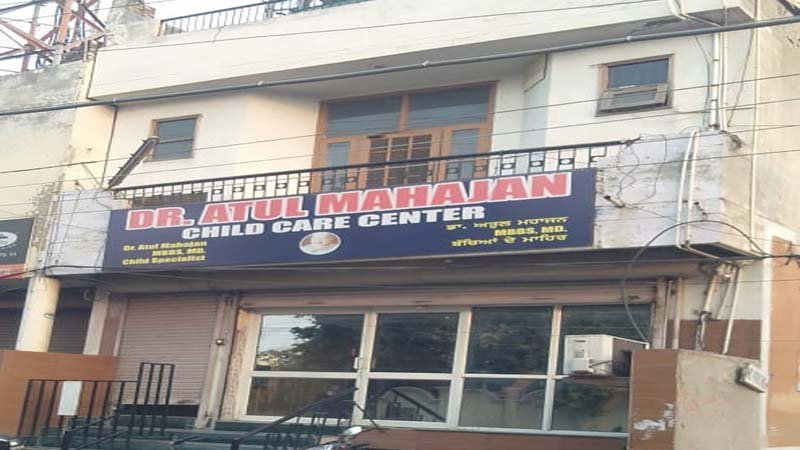 DR. ATUL MAHAJAN
CHILD CARE CENTER
Dr. Atul Mahajan
MBBS, MD.
Child Specialist
ਡਾ. ਅਤੁਲ ਮਹਾਜਨ
MBBS, MD.
ਬੱਚਿਆਂ ਦੇ ਮਾਹਿਰ